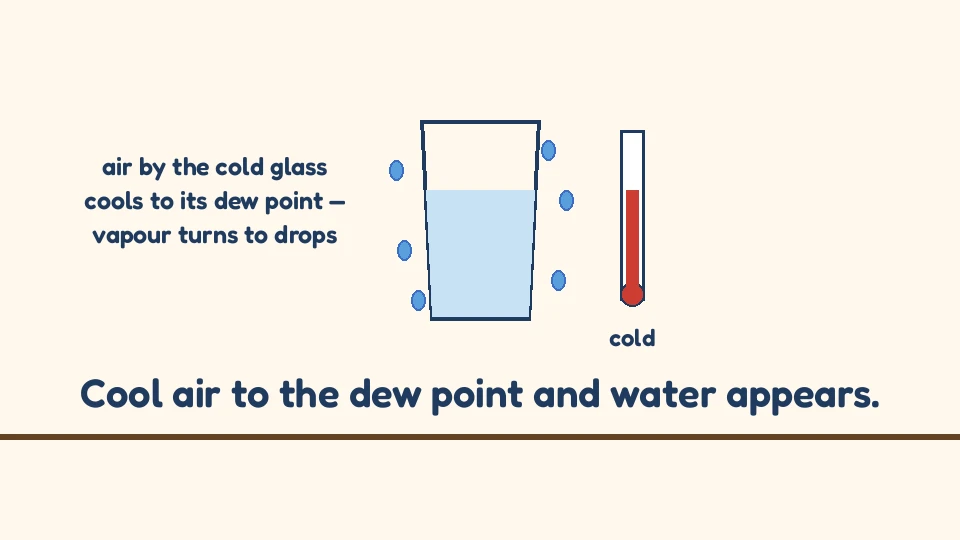 air by the cold glass
cools to its dew point —
vapour turns to drops
cold
Cool air to the dew point and water appears.